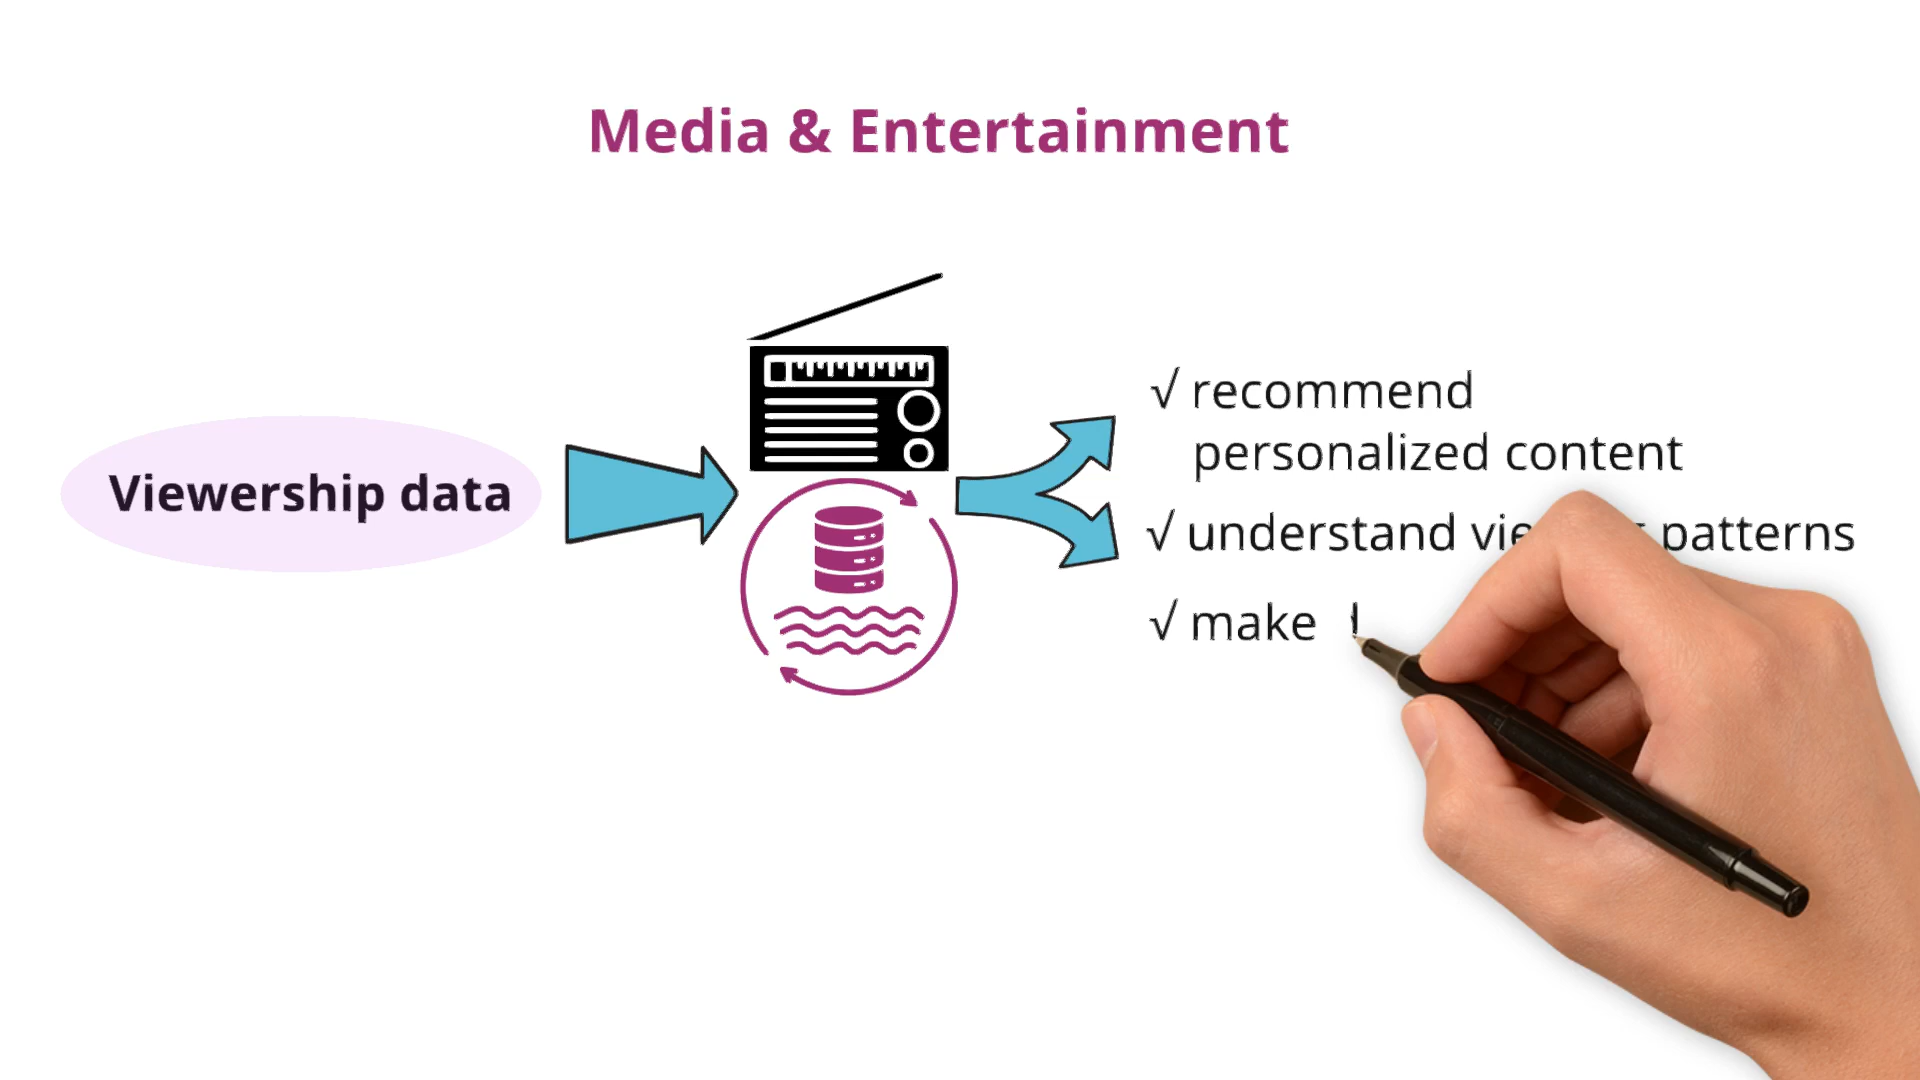 Media & Entertainment
Viewership data
√ recommend
personalized content
√ understand patterns
√ make